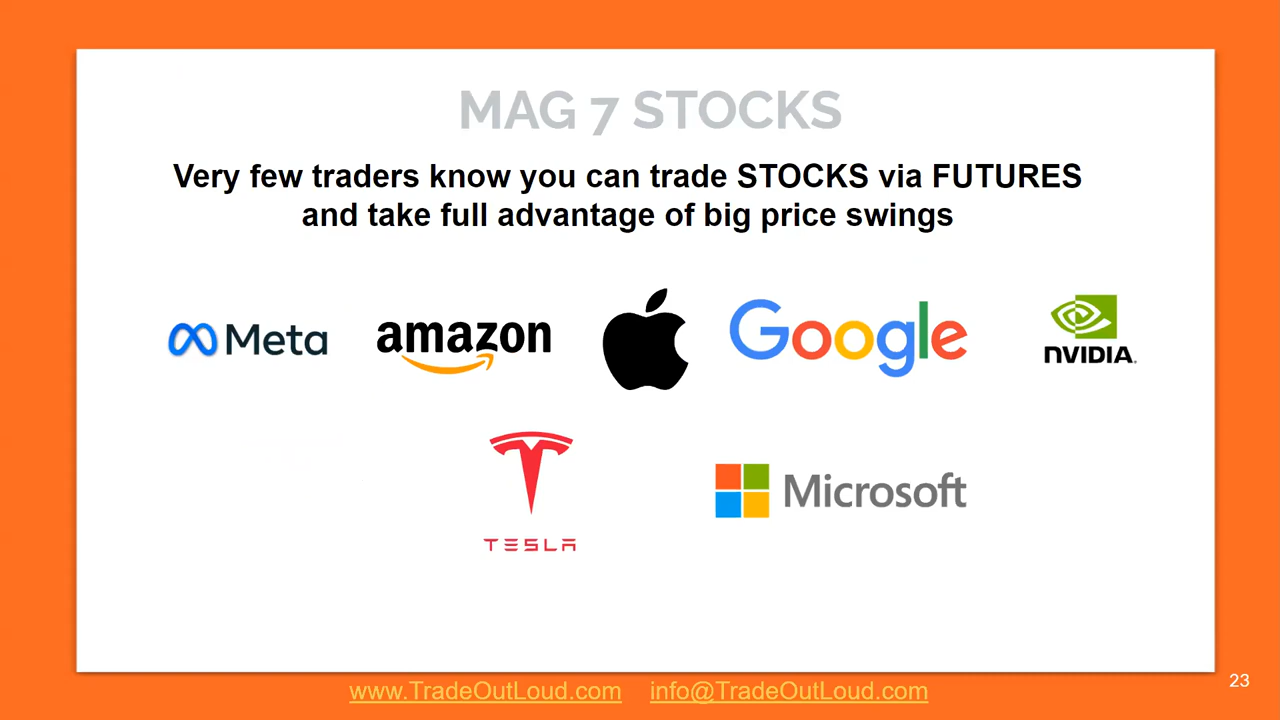 MAG 7 STOCKS
Very few traders know you can trade STOCKS via FUTURES
and take full advantage of big price swings
Meta amazon Google NVIDIA.
TESLA Microsoft
www.TradeOutLoud.com info@TradeOutLoud.com 23